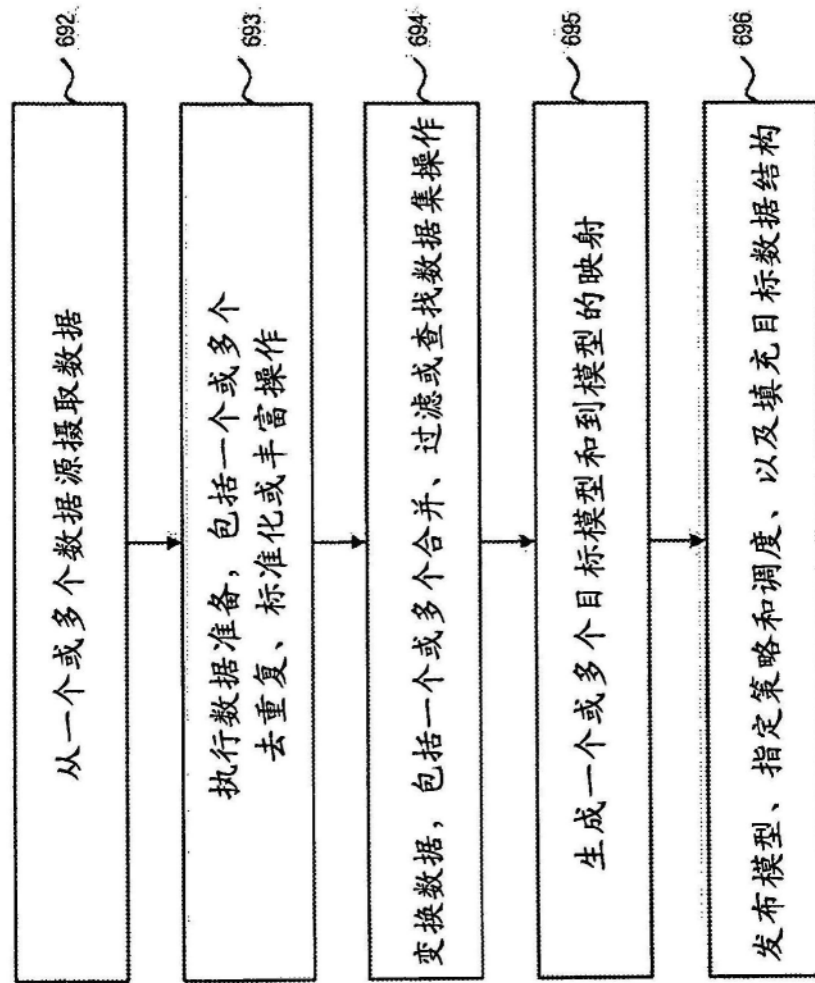 692
从一个或多个数据源摄取数据
693
执行数据准备，包括一个或多个
去重复、标准化或丰富操作
694
变换数据，包括一个或多个合并、过滤或查找数据集操作
695
生成一个或多个目标模型和到模型的映射
696
发布模型、指定策略和调度、以及填充目标数据结构